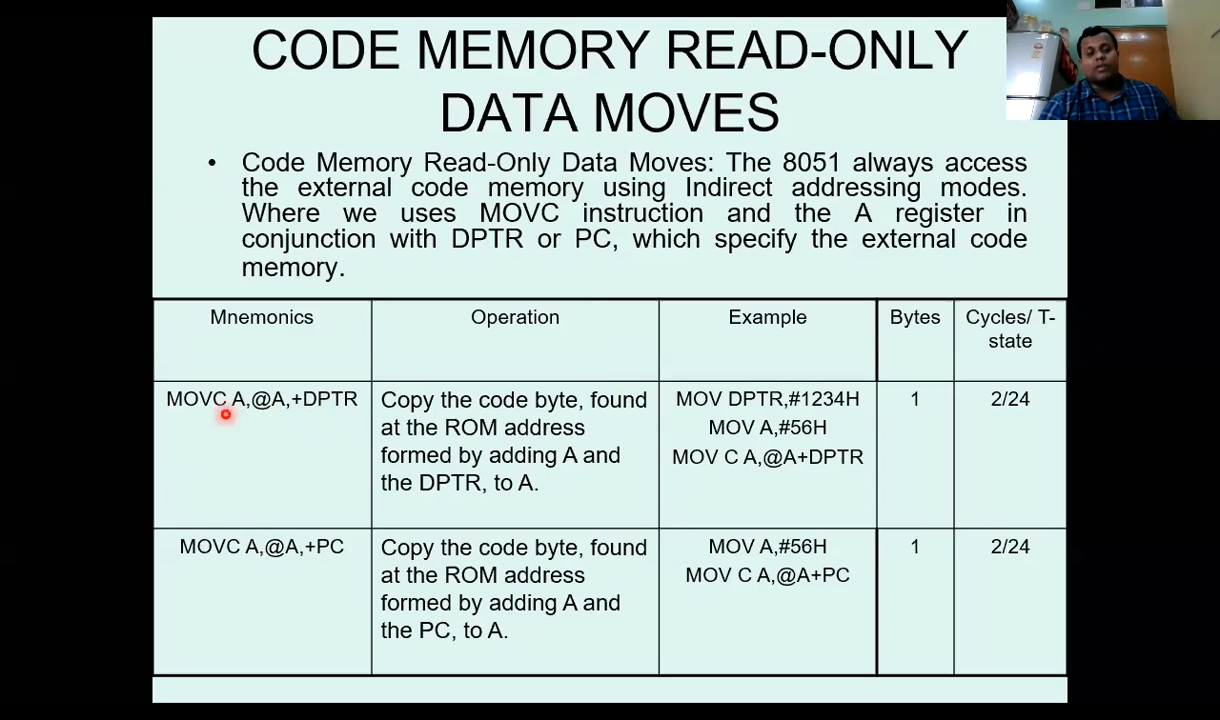 CODE MEMORY READ-ONLY
DATA MOVES
• Code Memory Read-Only Data Moves: The 8051 always access
the external code memory using Indirect addressing modes.
Where we uses MOVC instruction and the A register in
conjunction with DPTR or PC, which specify the external code
memory.
Mnemonics
Operation
Example
Bytes
Cycles/ T-
state
MOVC A,@A,+DPTR
Copy the code byte, found
at the ROM address
formed by adding A and
the DPTR, to A.
MOV DPTR,#1234H
MOV A,#56H
MOV C A,@A+DPTR
1
2/24
MOVC A,@A,+PC
Copy the code byte, found
at the ROM address
formed by adding A and
the PC, to A.
MOV A,#56H
MOV C A,@A+PC
1
2/24